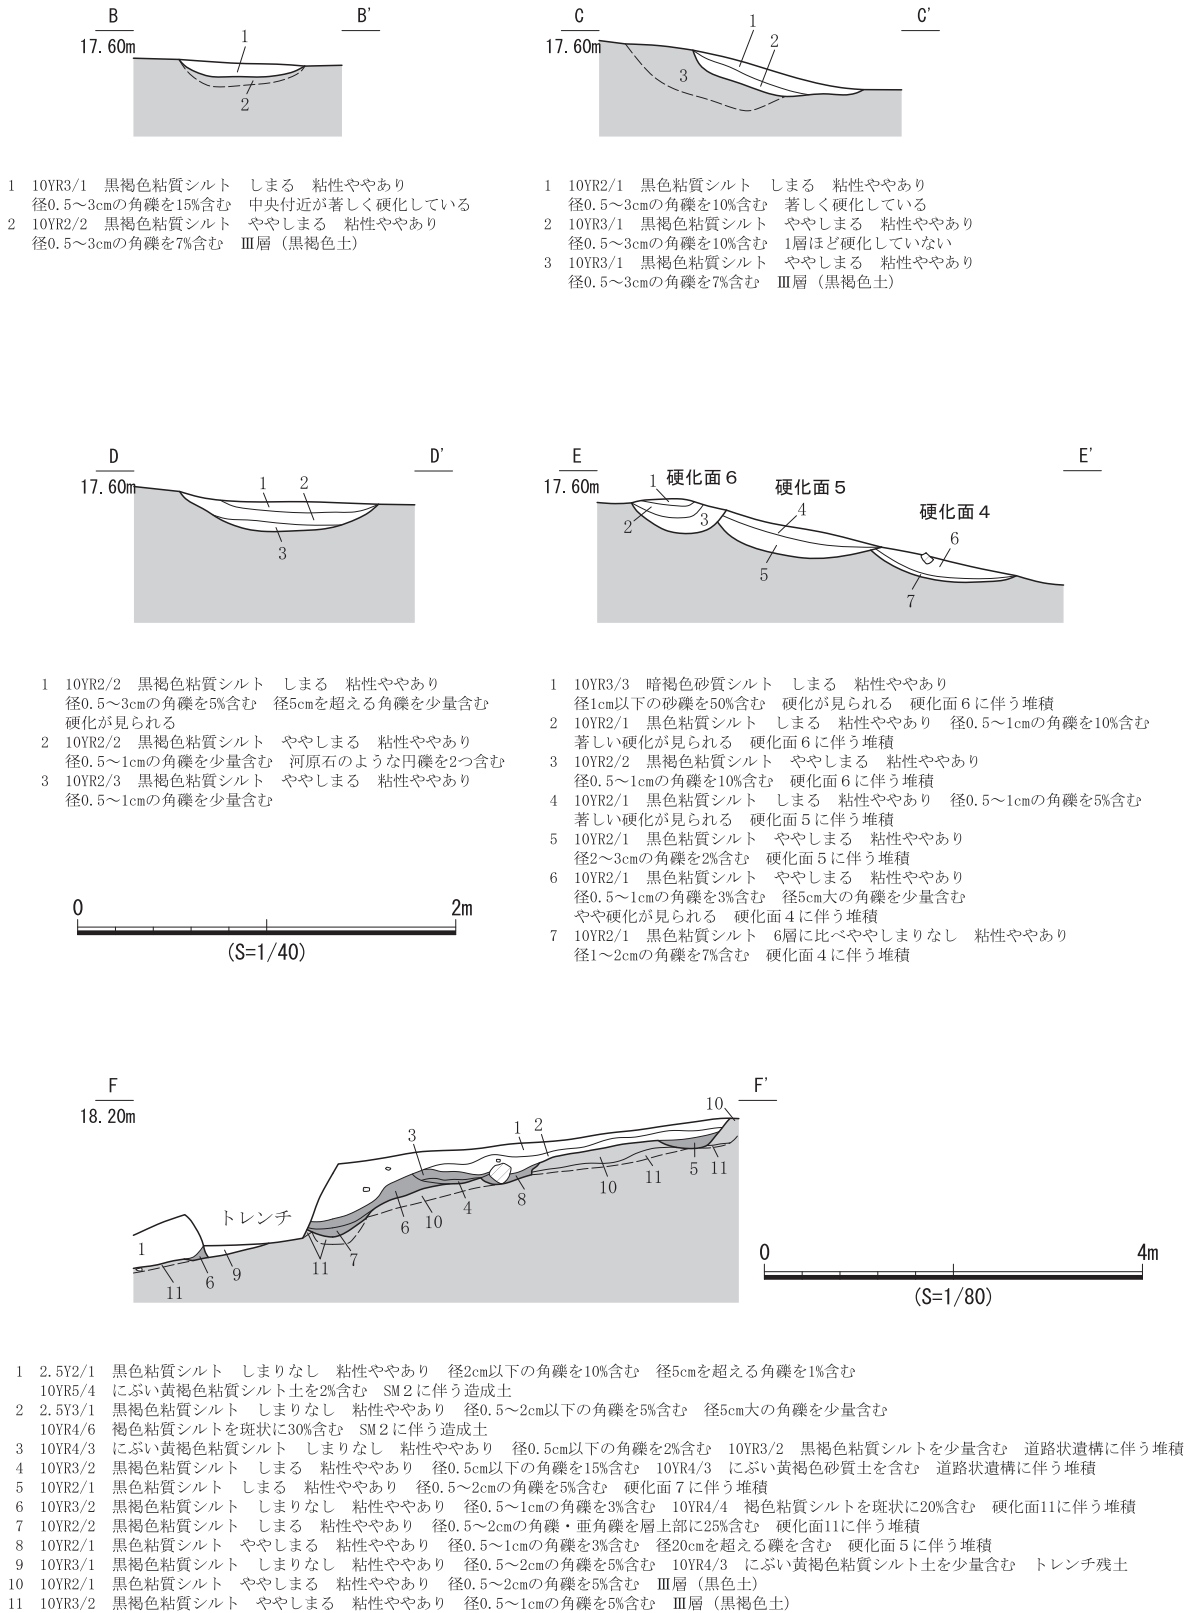 B B'
17.60m
1
2
C C'
17.60m
1
2
3
1 10YR3/1 黒褐色粘質シルト しまる 粘性ややあり
径0.5～3cmの角礫を15%含む 中央付近が著しく硬化している
2 10YR2/2 黒褐色粘質シルト ややしまる 粘性ややあり
径0.5～3cmの角礫を7%含む Ⅲ層（黒褐色土）
1 10YR2/1 黒色粘質シルト しまる 粘性ややあり
径0.5～3cmの角礫を10%含む 著しく硬化している
2 10YR3/1 黒褐色粘質シルト ややしまる 粘性ややあり
径0.5～3cmの角礫を10%含む 1層ほど硬化していない
3 10YR3/1 黒褐色粘質シルト ややしまる 粘性ややあり
径0.5～3cmの角礫を7%含む Ⅲ層（黒褐色土）
D D'
17.60m
1 2
3
E E'
17.60m
1 硬化面６
硬化面５
硬化面４
2 3 4
5
6
7
1 10YR2/2 黒褐色粘質シルト しまる 粘性ややあり
径0.5～3cmの角礫を5%含む 径5cmを超える角礫を少量含む
硬化が見られる
2 10YR2/2 黒褐色粘質シルト ややしまる 粘性ややあり
径0.5～1cmの角礫を少量含む 河原石のような円礫を2つ含む
3 10YR2/3 黒褐色粘質シルト ややしまる 粘性ややあり
径0.5～1cmの角礫を少量含む
1 10YR3/3 暗褐色砂質シルト しまる 粘性ややあり
径1cm以下の砂礫を50%含む 硬化が見られる 硬化面６に伴う堆積
2 10YR2/1 黒色粘質シルト しまる 粘性ややあり 径0.5～1cmの角礫を10%含む
著しい硬化が見られる 硬化面６に伴う堆積
3 10YR2/2 黒褐色粘質シルト ややしまる 粘性ややあり
径0.5～1cmの角礫を10%含む 硬化面６に伴う堆積
4 10YR2/1 黒色粘質シルト しまる 粘性ややあり 径0.5～1cmの角礫を5%含む
著しい硬化が見られる 硬化面５に伴う堆積
5 10YR2/1 黒色粘質シルト ややしまる 粘性ややあり
径2～3cmの角礫を2%含む 硬化面５に伴う堆積
6 10YR2/1 黒色粘質シルト ややしまる 粘性ややあり
径0.5～1cmの角礫を3%含む 径5cm大の角礫を少量含む
やや硬化が見られる 硬化面４に伴う堆積
7 10YR2/1 黒色粘質シルト 6層に比べややしまりなし 粘性ややあり
径1～2cmの角礫を7%含む 硬化面４に伴う堆積
0 2m
(S=1/40)
F F'
18.20m
10
3 1 2
トレンチ
1
11 6 9
11 7
6 10 4 8 10 11 5 11
0 4m
(S=1/80)
1 2.5Y2/1 黒色粘質シルト しまりなし 粘性ややあり 径2cm以下の角礫を10%含む 径5cmを超える角礫を1%含む
10YR5/4 にぶい黄褐色粘質シルト土を2%含む SM２に伴う造成土
2 2.5Y3/1 黒褐色粘質シルト しまりなし 粘性ややあり 径0.5～2cm以下の角礫を5%含む 径5cm大の角礫を少量含む
10YR4/6 褐色粘質シルトを斑状に30%含む SM２に伴う造成土
3 10YR4/3 にぶい黄褐色粘質シルト しまりなし 粘性ややあり 径0.5cm以下の角礫を2%含む 10YR3/2 黒褐色粘質シルトを少量含む 道路状遺構に伴う堆積
4 10YR3/2 黒褐色粘質シルト しまる 粘性ややあり 径0.5cm以下の角礫を15%含む 10YR4/3 にぶい黄褐色砂質土を含む 道路状遺構に伴う堆積
5 10YR2/1 黒色粘質シルト しまる 粘性ややあり 径0.5～2cmの角礫を5%含む 硬化面７に伴う堆積
6 10YR3/2 黒褐色粘質シルト しまりなし 粘性ややあり 径0.5～1cmの角礫を3%含む 10YR4/4 褐色粘質シルトを斑状に20%含む 硬化面11に伴う堆積
7 10YR2/2 黒褐色粘質シルト しまる 粘性ややあり 径0.5～2cmの角礫・亜角礫を層上部に25%含む 硬化面11に伴う堆積
8 10YR2/1 黒色粘質シルト ややしまる 粘性ややあり 径0.5～1cmの角礫を3%含む 径20cmを超える礫を含む 硬化面５に伴う堆積
9 10YR3/1 黒褐色粘質シルト しまりなし 粘性ややあり 径0.5～2cmの角礫を5%含む 10YR4/3 にぶい黄褐色粘質シルト土を少量含む トレンチ残土
10 10YR2/1 黒色粘質シルト ややしまる 粘性ややあり 径0.5～2cmの角礫を5%含む Ⅲ層（黒色土）
11 10YR3/2 黒褐色粘質シルト ややしまる 粘性ややあり 径0.5～1cmの角礫を5%含む Ⅲ層（黒褐色土）